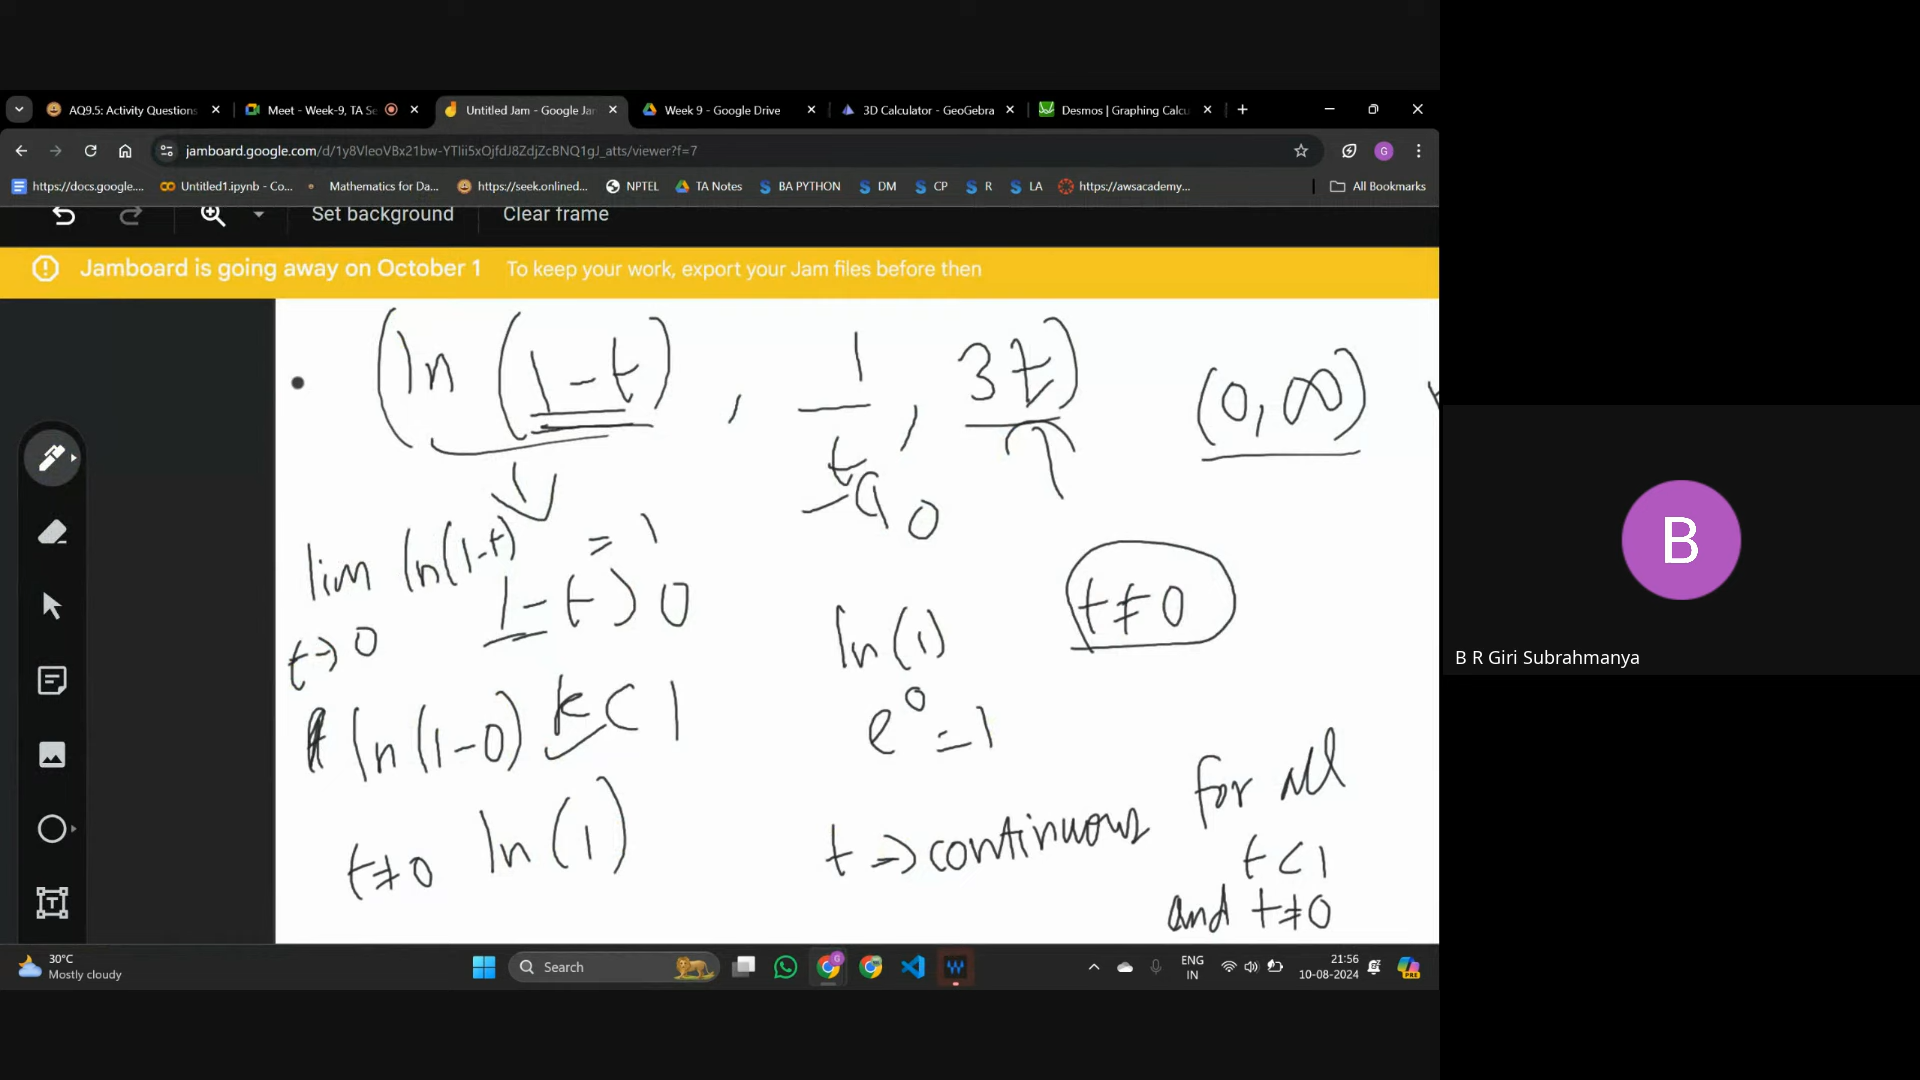 AQ9.5: Activity Questions
Meet - Week-9, TA Se
Untitled Jam - Google Ja
Week 9 - Google Drive
3D Calculator - GeoGebra
Desmos | Graphing Calcu
jamboard.google.com/d/1y8VleoVBx21bw-YTlii5xOjfdJ8ZdjZcBNQ1gJ_atts/viewer?f=7
G
https://docs.google....
Untitled1.ipynb - Co...
Mathematics for Da...
https://seek.onlined...
NPTEL
TA Notes
BA PYTHON
DM
CP
R
LA
https://awsacademy...
All Bookmarks
Set background
Clear frame
Jamboard is going away on October 1 To keep your work, export your Jam files before then
(ln (1-t) , 1/t , 3t) (0, ∞)
0
lim ln(1-t) = 1
t→0
1-t > 0
ln(1)
t≠0
ln(1-0) t < 1
e⁰ = 1
t≠0 ln(1)
t ⇒ continuous for all
t < 1
and t≠0
B
B R Giri Subrahmanya
30°C
Mostly cloudy
Search
ENG
IN
21:56
10-08-2024